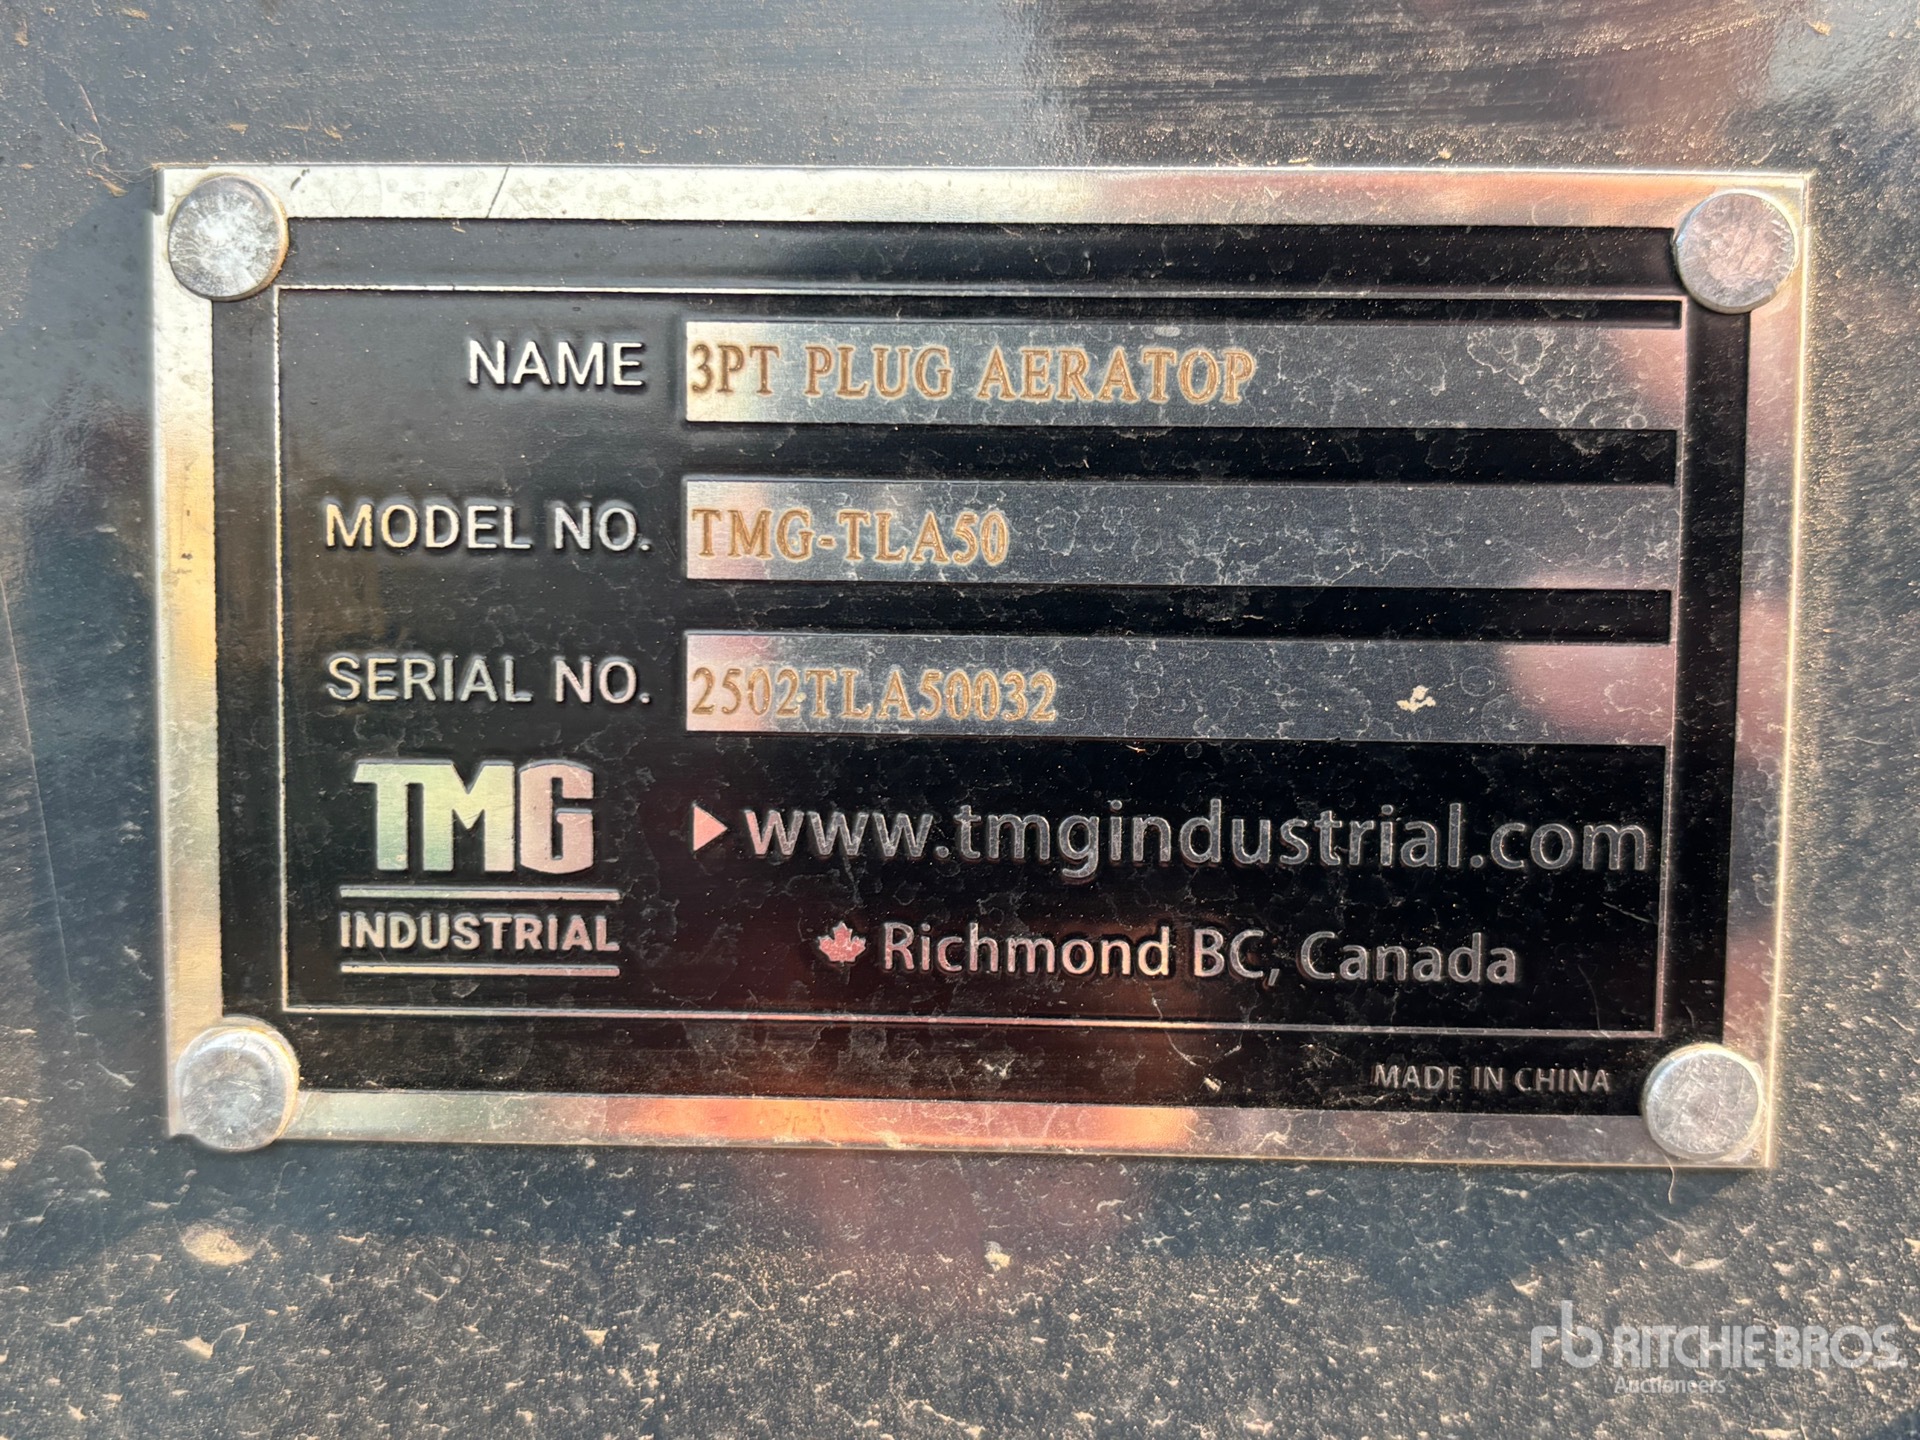 NAME 3PT PLUG AERATOP
MODEL NO. TMG-TLA50
SERIAL NO. 2502TLA50032
TMG
INDUSTRIAL
www.tmgindustrial.com
Richmond BC, Canada
MADE IN CHINA
rb RITCHIE BROS.
Auctioneers